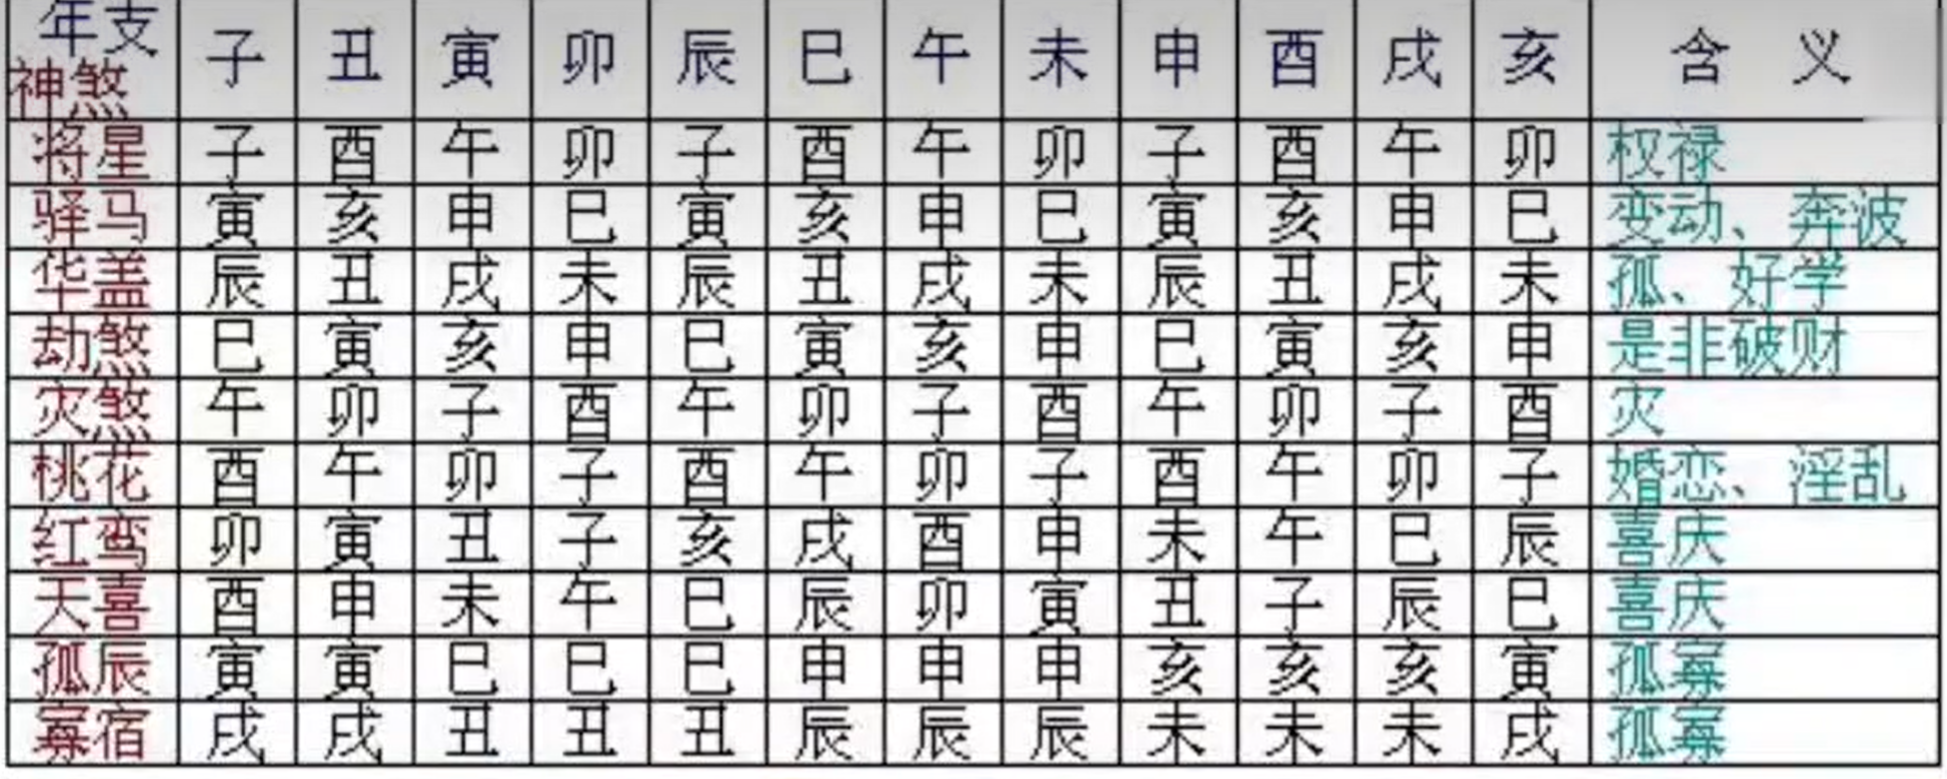 年支 神煞 子 丑 寅 卯 辰 巳 午 未 申 酉 戌 亥 含 义
将星 子 酉 午 卯 子 酉 午 卯 子 酉 午 卯 权禄
驿马 寅 亥 申 巳 寅 亥 申 巳 寅 亥 申 巳 变动、奔波
华盖 辰 丑 戌 未 辰 丑 戌 未 辰 丑 戌 未 孤、好学
劫煞 巳 寅 亥 申 巳 寅 亥 申 巳 寅 亥 申 是非破财
灾煞 午 卯 子 酉 午 卯 子 酉 午 卯 子 酉 灾
桃花 酉 午 卯 子 酉 午 卯 子 酉 午 卯 子 婚恋、淫乱
红鸾 卯 寅 丑 子 亥 戌 酉 申 未 午 巳 辰 喜庆
天喜 酉 申 未 午 巳 辰 卯 寅 丑 子 辰 巳 喜庆
孤辰 寅 寅 巳 巳 巳 申 申 申 亥 亥 亥 寅 孤寡
寡宿 戌 戌 丑 丑 丑 辰 辰 辰 未 未 未 戌 孤寡